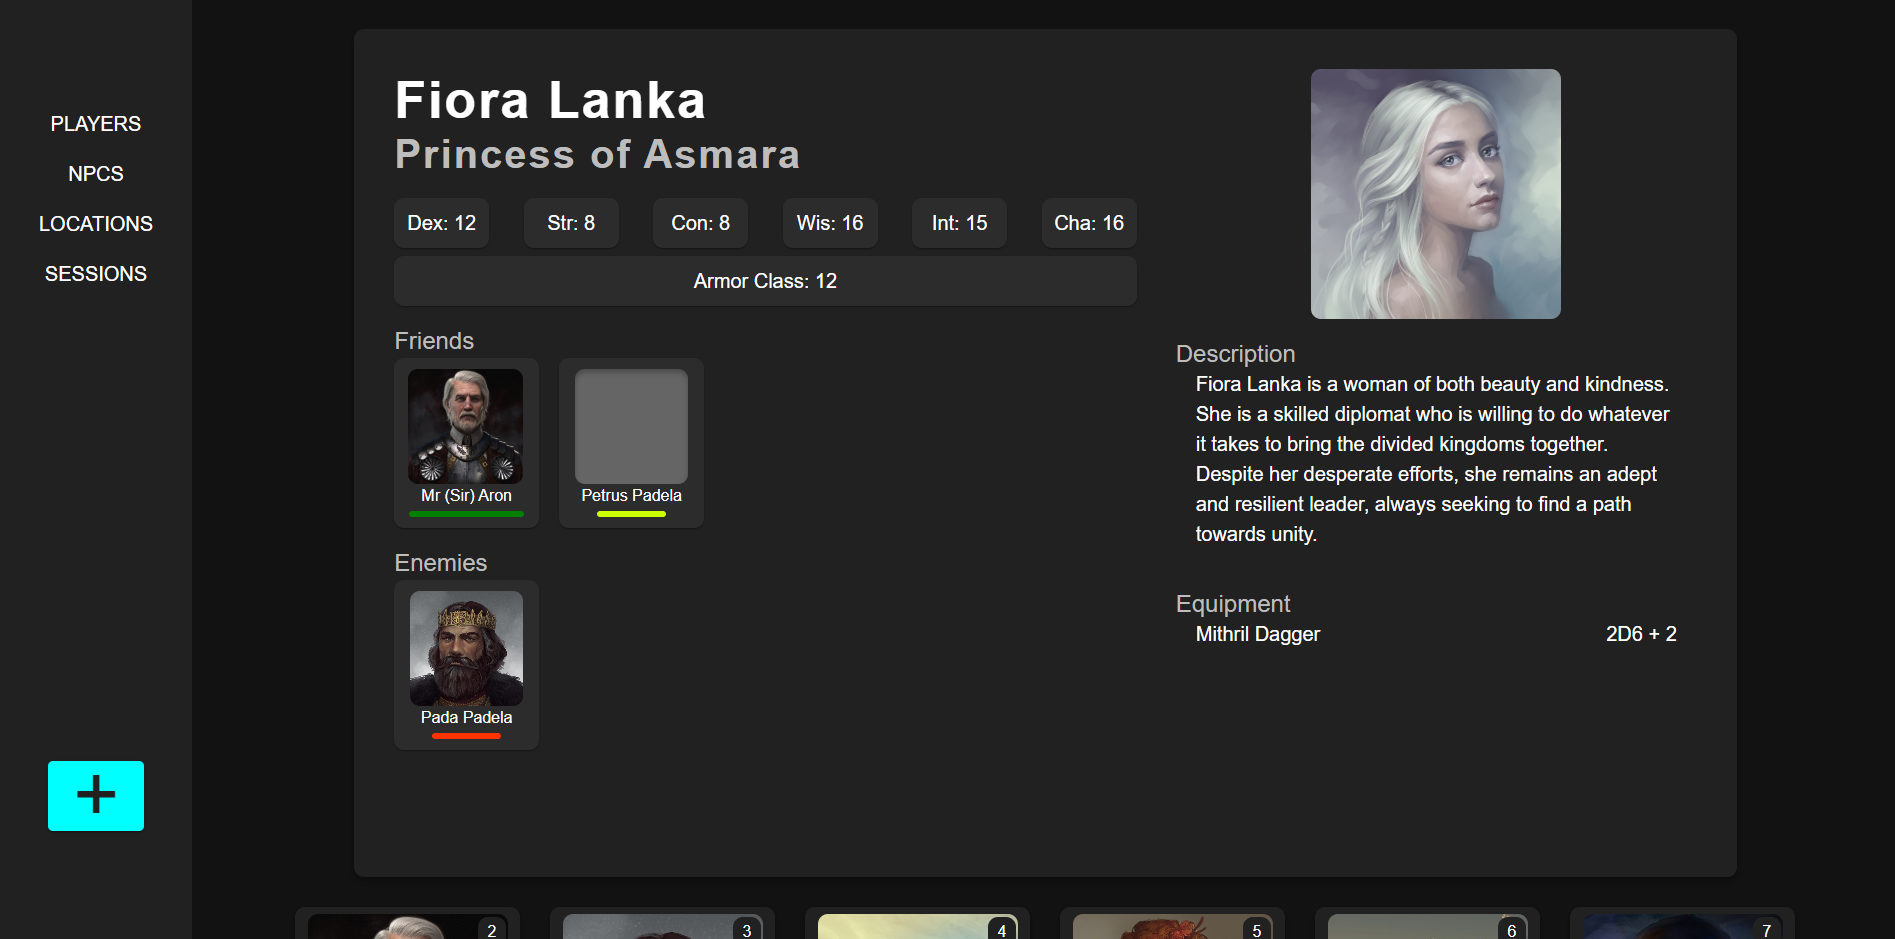 PLAYERS
NPCS
LOCATIONS
SESSIONS
+
Fiora Lanka
Princess of Asmara
Dex: 12
Str: 8
Con: 8
Wis: 16
Int: 15
Cha: 16
Armor Class: 12
Friends
Mr (Sir) Aron
Petrus Padela
Enemies
Pada Padela
Description
Fiora Lanka is a woman of both beauty and kindness.
She is a skilled diplomat who is willing to do whatever
it takes to bring the divided kingdoms together.
Despite her desperate efforts, she remains an adept
and resilient leader, always seeking to find a path
towards unity.
Equipment
Mithril Dagger 2D6 + 2
2
3
4
5
6
7